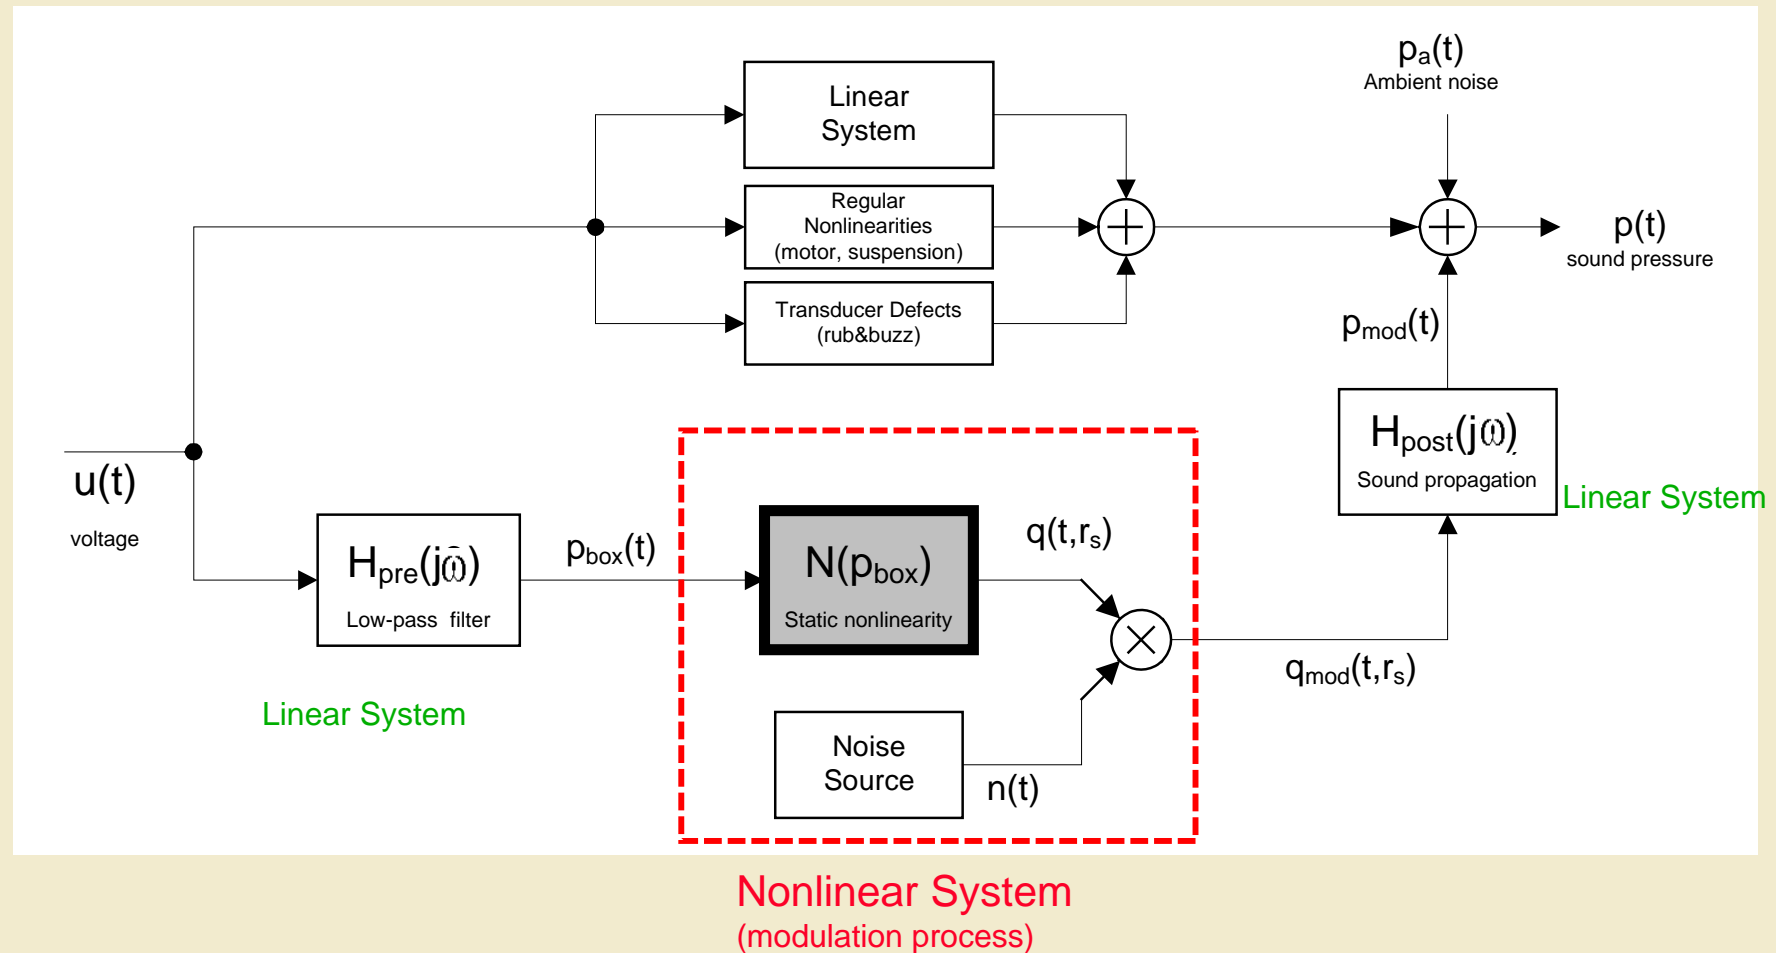 pa(t)
Ambient noise
Linear
System
Regular
Nonlinearities
(motor, suspension)
p(t)
sound pressure
Transducer Defects
(rub&buzz)
pmod(t)
Hpost(jω)
Sound propagation
Linear System
u(t)
voltage
Hpre(jω)
Low-pass filter
pbox(t)
N(pbox)
Static nonlinearity
q(t,rs)
qmod(t,rs)
Linear System
Noise
Source
n(t)
Nonlinear System
(modulation process)